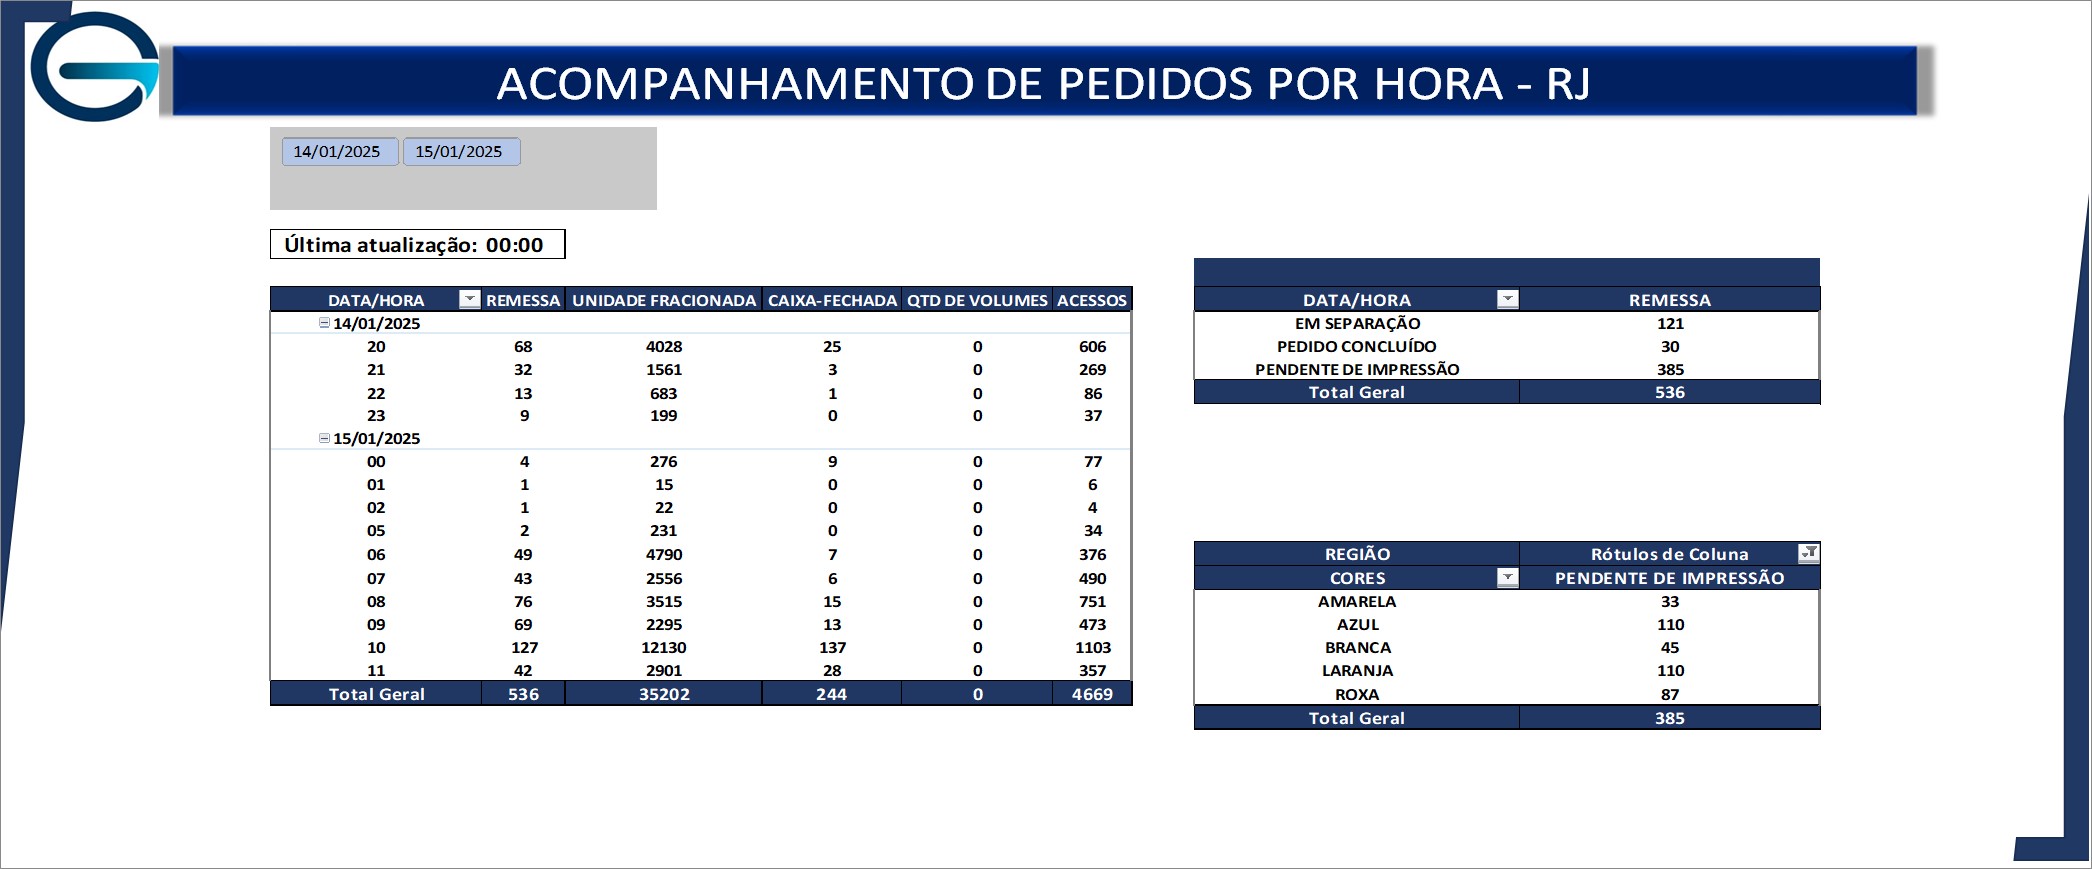 ACOMPANHAMENTO DE PEDIDOS POR HORA - RJ
14/01/2025 15/01/2025
Última atualização: 00:00
DATA/HORA REMESSA UNIDADE FRACIONADA CAIXA-FECHADA QTD DE VOLUMES ACESSOS
14/01/2025
20 68 4028 25 0 606
21 32 1561 3 0 269
22 13 683 1 0 86
23 9 199 0 0 37
15/01/2025
00 4 276 9 0 77
01 1 15 0 0 6
02 1 22 0 0 4
05 2 231 0 0 34
06 49 4790 7 0 376
07 43 2556 6 0 490
08 76 3515 15 0 751
09 69 2295 13 0 473
10 127 12130 137 0 1103
11 42 2901 28 0 357
Total Geral 536 35202 244 0 4669
DATA/HORA REMESSA
EM SEPARAÇÃO 121
PEDIDO CONCLUÍDO 30
PENDENTE DE IMPRESSÃO 385
Total Geral 536
REGIÃO Rótulos de Coluna
CORES PENDENTE DE IMPRESSÃO
AMARELA 33
AZUL 110
BRANCA 45
LARANJA 110
ROXA 87
Total Geral 385